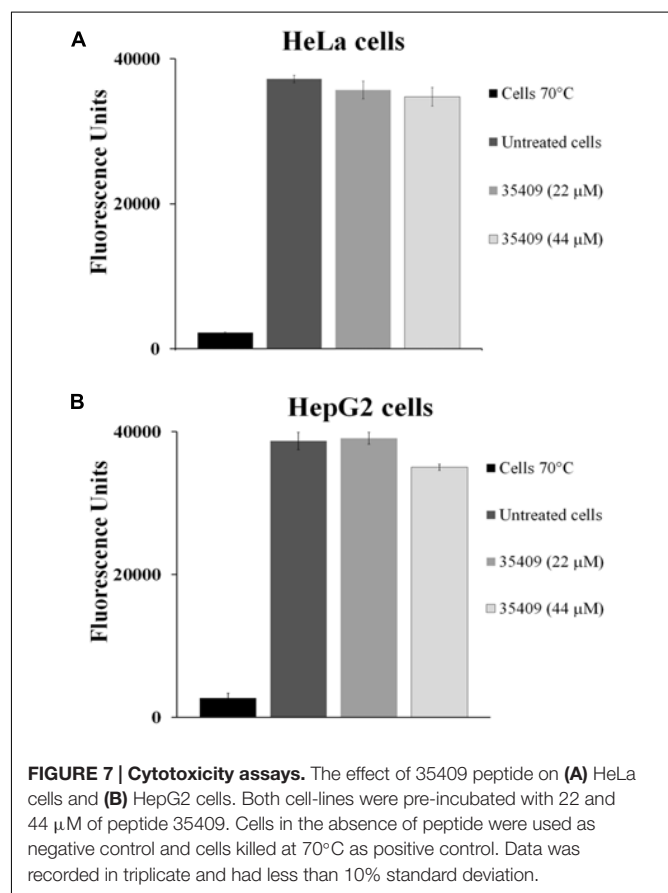 A
HeLa cells
40000
20000
0
Fluorescence Units
Cells 70°C
Untreated cells
35409 (22 μM)
35409 (44 μM)
B
HepG2 cells
40000
20000
0
Fluorescence Units
Cells 70°C
Untreated cells
35409 (22 μM)
35409 (44 μM)
FIGURE 7 | Cytotoxicity assays. The effect of 35409 peptide on (A) HeLa
cells and (B) HepG2 cells. Both cell-lines were pre-incubated with 22 and
44 μM of peptide 35409. Cells in the absence of peptide were used as
negative control and cells killed at 70°C as positive control. Data was
recorded in triplicate and had less than 10% standard deviation.